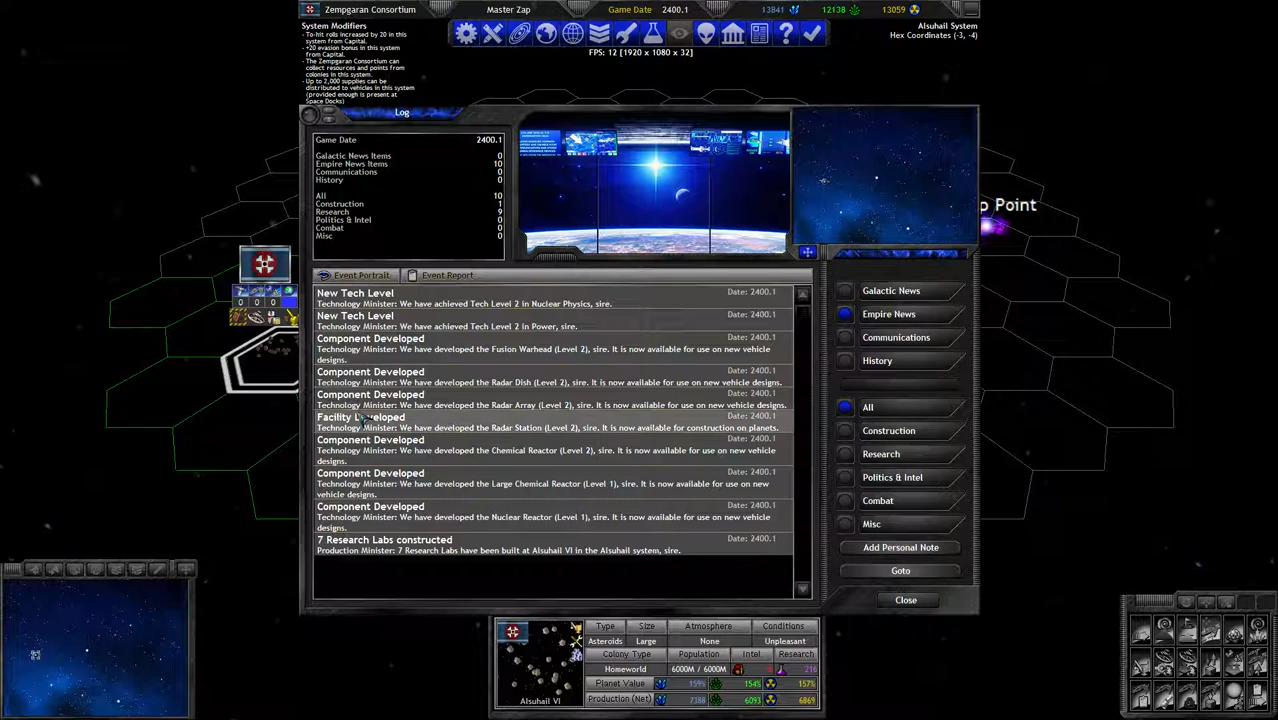 Zempgaran Consortium
Master Zap
Game Date 2400.1
13841
12138
13059
System Modifiers
- To-hit rolls increased by 20 in this
system from Capital.
- +20 evasion bonus in this system
from Capital.
- The Zempgaran Consortium can
collect resources and points from
colonies in this system.
- Up to 2,000 supplies can be
distributed to vehicles in this system
(provided enough is present at
Space Docks)
Alsuhail System
Hex Coordinates (-3, -4)
FPS: 12 [1920 x 1080 x 32]
Log
Game Date 2400.1
Galactic News Items 0
Empire News Items 10
Communications 0
History 0
All 10
Construction 1
Research 9
Politics & Intel 0
Combat 0
Misc 0
p Point
0 0 0
Event Portrait
Event Report
New Tech Level Date: 2400.1
Technology Minister: We have achieved Tech Level 2 in Nuclear Physics, sire.
New Tech Level Date: 2400.1
Technology Minister: We have achieved Tech Level 2 in Power, sire.
Component Developed Date: 2400.1
Technology Minister: We have developed the Fusion Warhead (Level 2), sire. It is now available for use on new vehicle
designs.
Component Developed Date: 2400.1
Technology Minister: We have developed the Radar Dish (Level 2), sire. It is now available for use on new vehicle designs.
Component Developed Date: 2400.1
Technology Minister: We have developed the Radar Array (Level 2), sire. It is now available for use on new vehicle designs.
Facility Developed Date: 2400.1
Technology Minister: We have developed the Radar Station (Level 2), sire. It is now available for construction on planets.
Component Developed Date: 2400.1
Technology Minister: We have developed the Chemical Reactor (Level 2), sire. It is now available for use on new vehicle
designs.
Component Developed Date: 2400.1
Technology Minister: We have developed the Large Chemical Reactor (Level 1), sire. It is now available for use on new vehicle
designs.
Component Developed Date: 2400.1
Technology Minister: We have developed the Nuclear Reactor (Level 1), sire. It is now available for use on new vehicle
designs.
7 Research Labs constructed Date: 2400.1
Production Minister: 7 Research Labs have been built at Alsuhail VI in the Alsuhail system, sire.
Galactic News
Empire News
Communications
History
All
Construction
Research
Politics & Intel
Combat
Misc
Add Personal Note
Goto
Close
Type Size Atmosphere Conditions
Asteroids Large None Unpleasant
Colony Type Population Intel. Research
Homeworld 6000M / 6000M 216
Planet Value 159% 154% 157%
Production (Net) 7388 6093 6869
Alsuhail VI